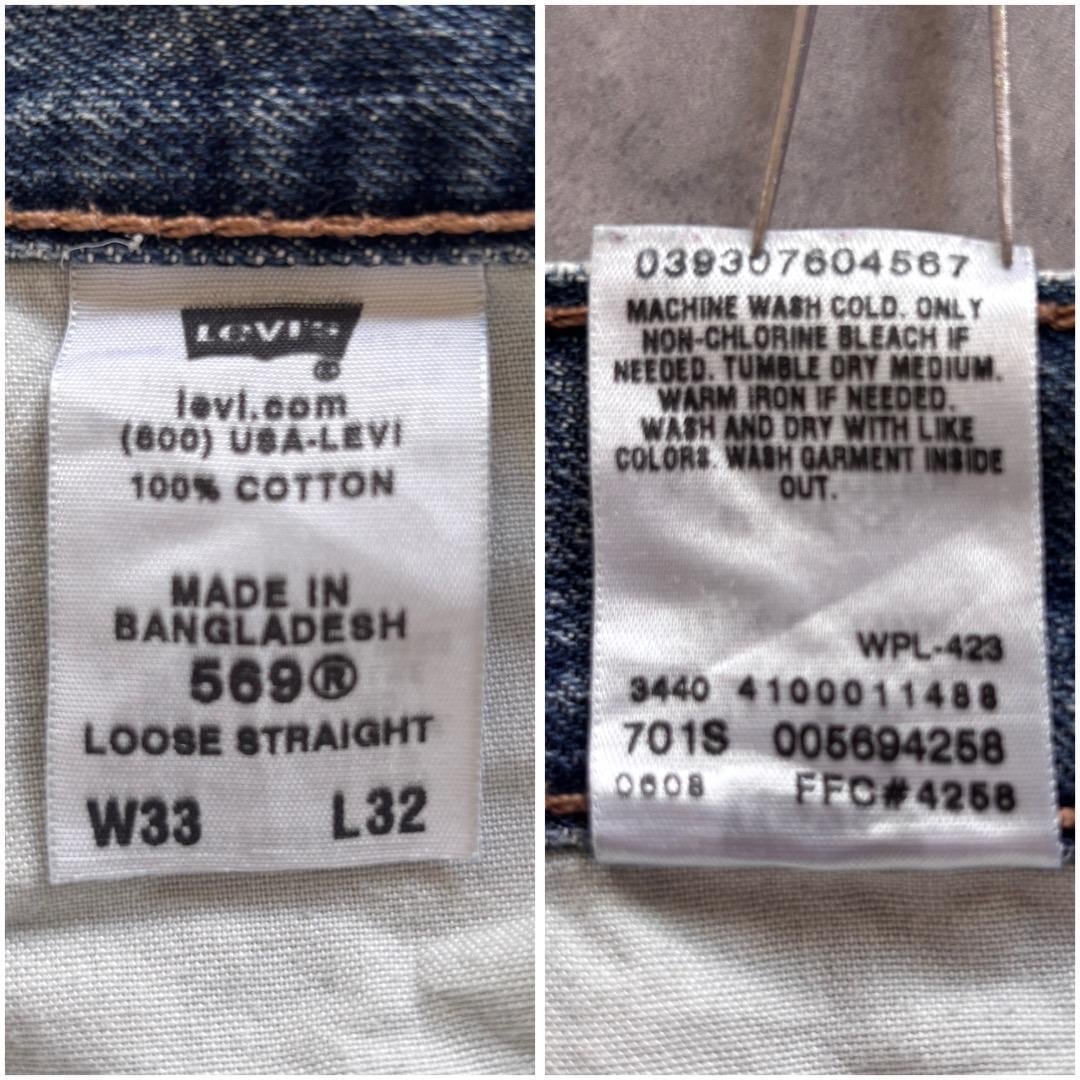 LEVI'S
®
levi.com
(800) USA-LEVI
100% COTTON
MADE IN
BANGLADESH
569®
LOOSE STRAIGHT
W33 L32
039307604567
MACHINE WASH COLD. ONLY
NON-CHLORINE BLEACH IF
NEEDED. TUMBLE DRY MEDIUM.
WARM IRON IF NEEDED.
WASH AND DRY WITH LIKE
COLORS. WASH GARMENT INSIDE
OUT.
WPL-423
3440 4100011488
701S 005694258
0608 FFC#4258